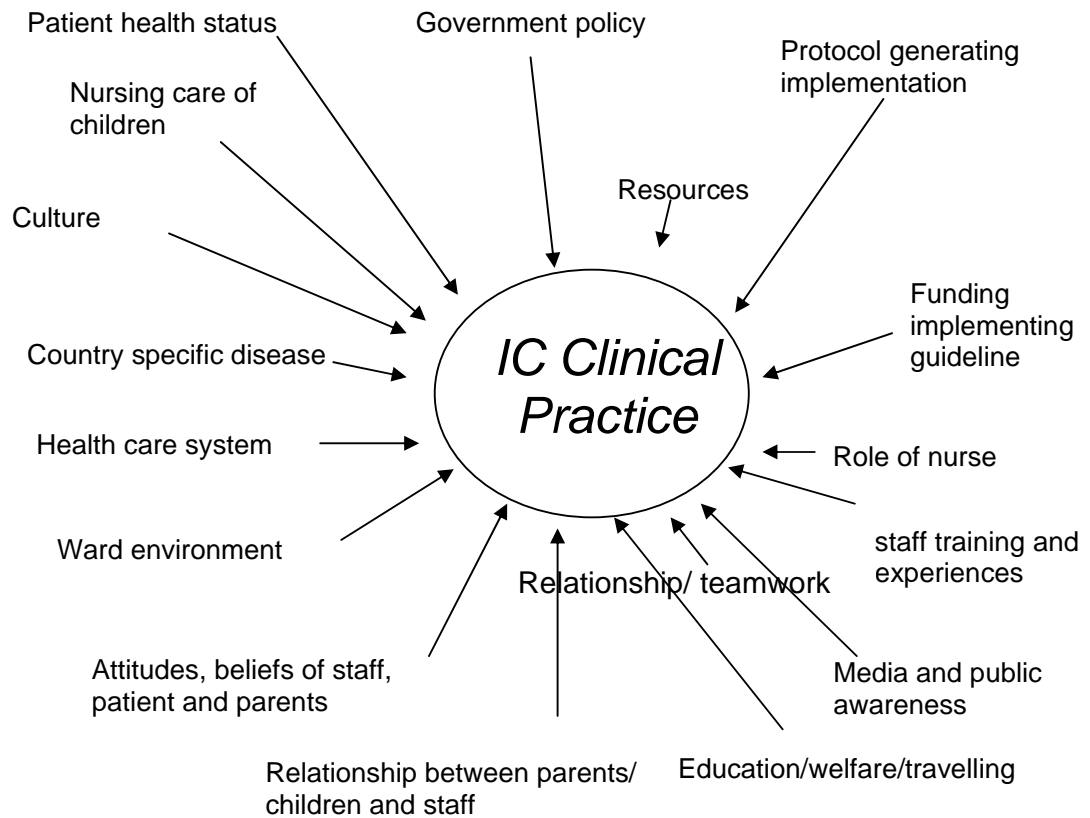 Patient health status
Government policy
Protocol generating
implementation
Nursing care of
children
Resources
Culture
Funding
implementing
guideline
IC Clinical
Practice
Country specific disease
Health care system
Role of nurse
Ward environment
staff training and
experiences
Relationship/ teamwork
Attitudes, beliefs of staff,
patient and parents
Media and public
awareness
Relationship between parents/
children and staff
Education/welfare/travelling